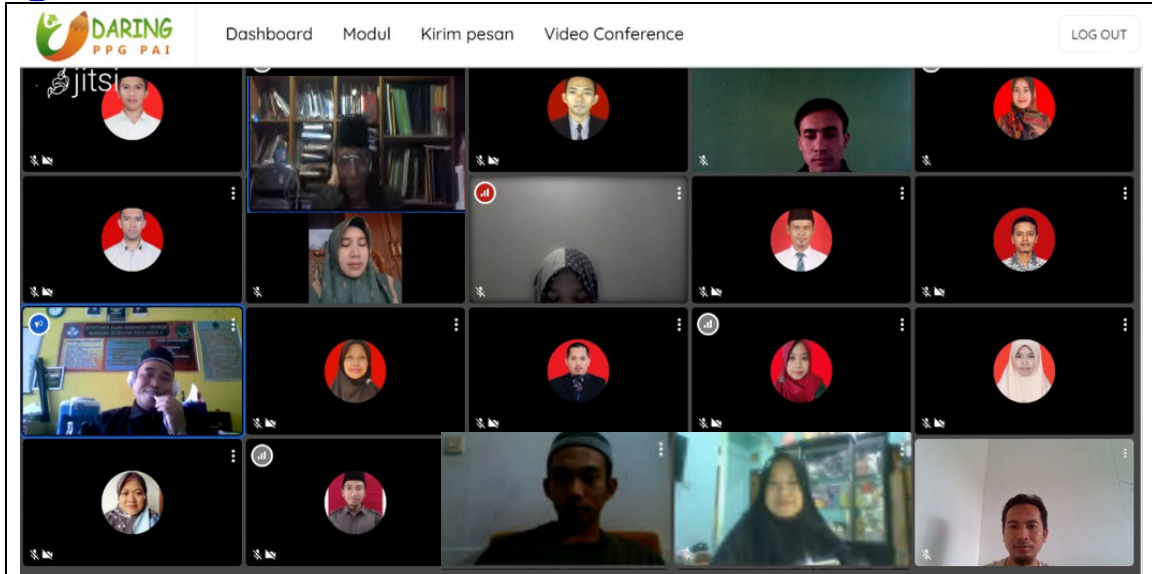 DARING
PPG PAI
Dashboard Modul Kirim pesan Video Conference
LOG OUT
jitsi